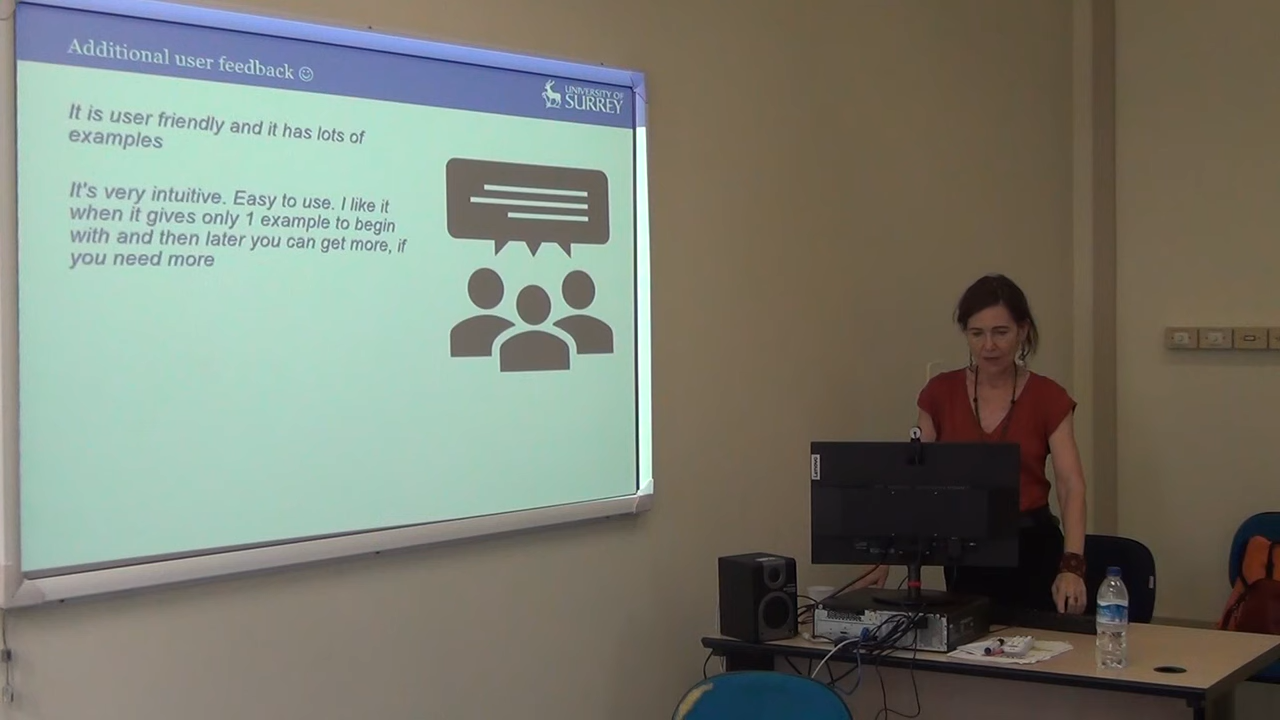 Additional user feedback ☺
UNIVERSITY OF
SURREY
It is user friendly and it has lots of
examples
It's very intuitive. Easy to use. I like it
when it gives only 1 example to begin
with and then later you can get more, if
you need more
Lenovo